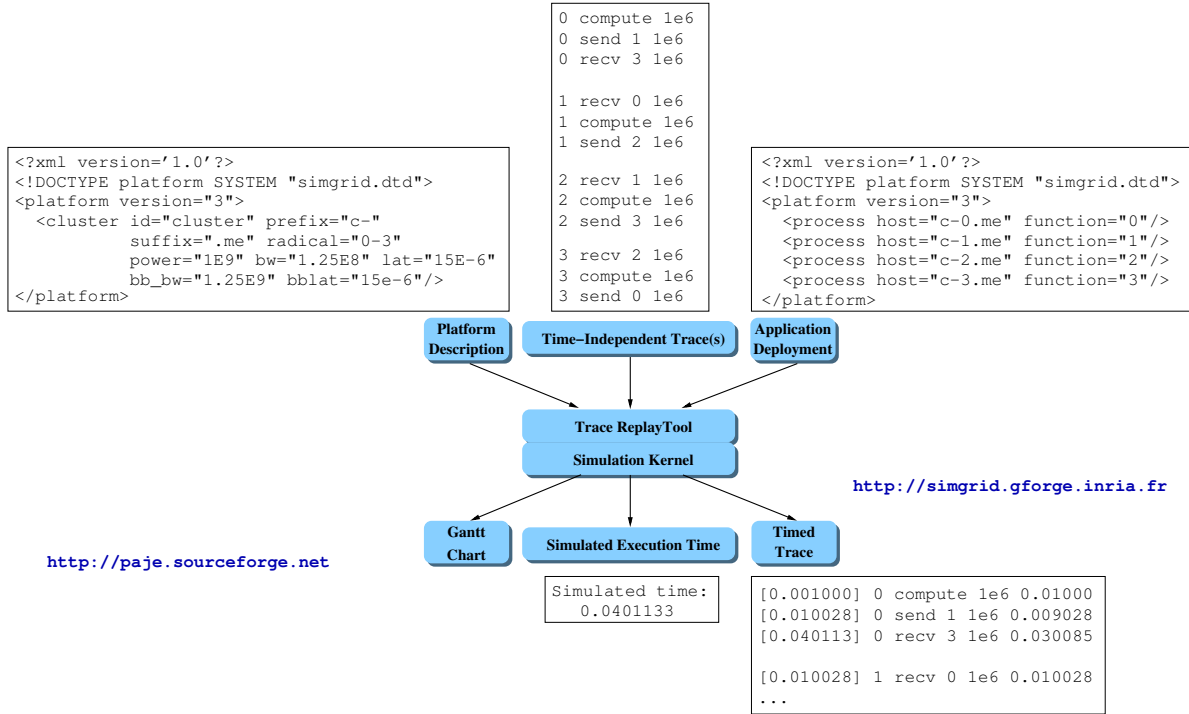 0 compute 1e6
0 send 1 1e6
0 recv 3 1e6
1 recv 0 1e6
1 compute 1e6
1 send 2 1e6
2 recv 1 1e6
2 compute 1e6
2 send 3 1e6
3 recv 2 1e6
3 compute 1e6
3 send 0 1e6
<?xml version='1.0'?>
<!DOCTYPE platform SYSTEM "simgrid.dtd">
<platform version="3">
<cluster id="cluster" prefix="c-"
suffix=".me" radical="0-3"
power="1E9" bw="1.25E8" lat="15E-6"
bb_bw="1.25E9" bblat="15e-6"/>
</platform>
<?xml version='1.0'?>
<!DOCTYPE platform SYSTEM "simgrid.dtd">
<platform version="3">
<process host="c-0.me" function="0"/>
<process host="c-1.me" function="1"/>
<process host="c-2.me" function="2"/>
<process host="c-3.me" function="3"/>
</platform>
Platform
Description
Time−Independent Trace(s)
Application
Deployment
Trace ReplayTool
Simulation Kernel
http://simgrid.gforge.inria.fr
Gantt
Chart
Simulated Execution Time
Timed
Trace
http://paje.sourceforge.net
Simulated time:
0.0401133
[0.001000] 0 compute 1e6 0.01000
[0.010028] 0 send 1 1e6 0.009028
[0.040113] 0 recv 3 1e6 0.030085
[0.010028] 1 recv 0 1e6 0.010028
...